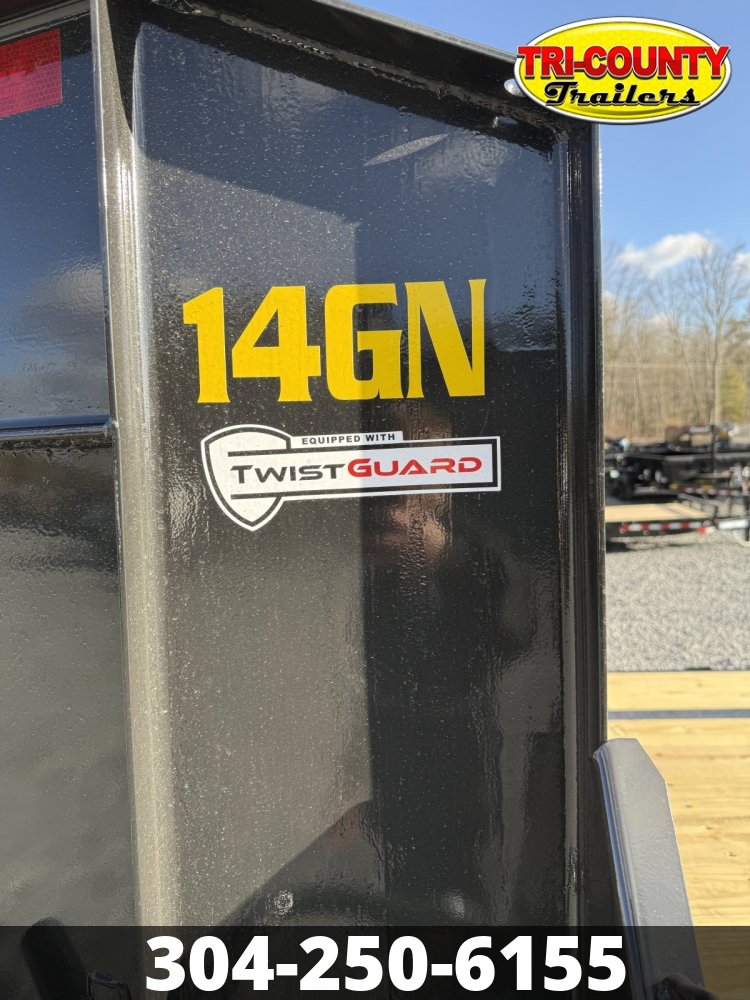 TRI-COUNTY
Trailers
14GN
EQUIPPED WITH
TWISTGUARD
304-250-6155